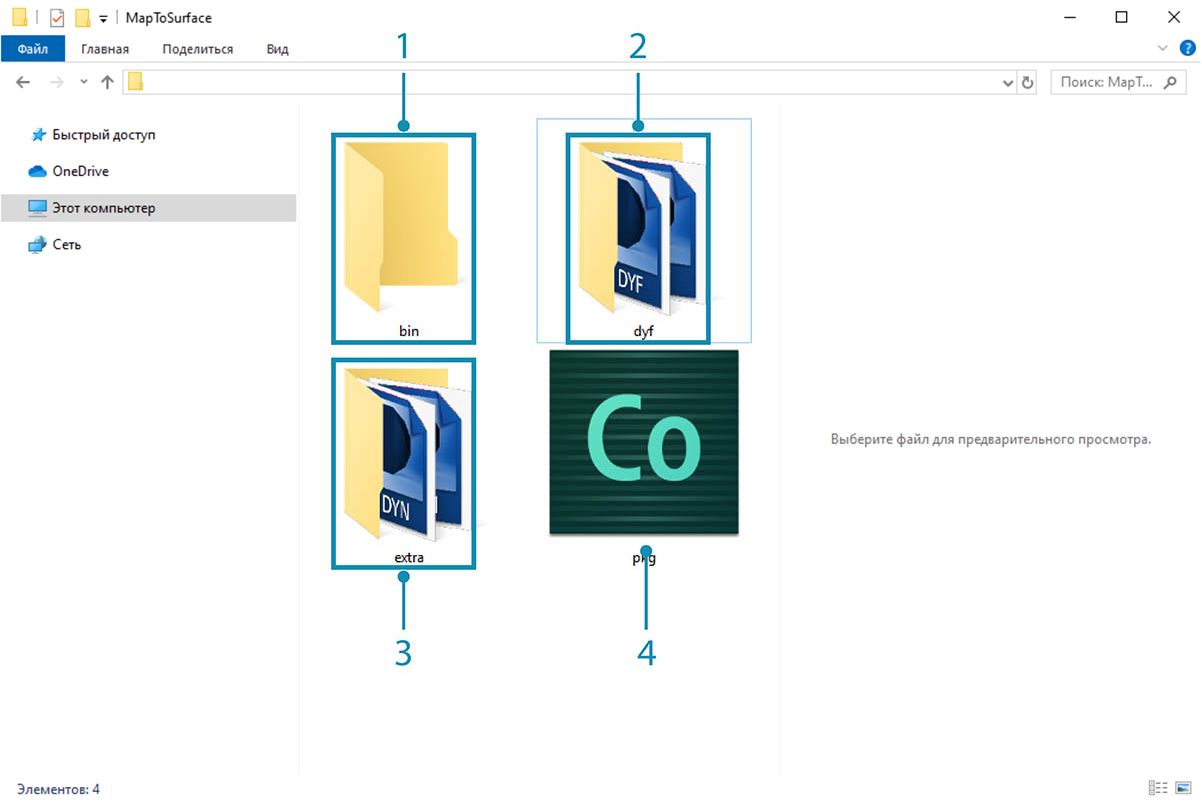 MapToSurface
Файл Главная Поделиться Вид
Поиск: MapT...
Быстрый доступ
OneDrive
Этот компьютер
Сеть
1
2
DYF
bin
dyf
DYN
Co
extra
pkg
3
4
Выберите файл для предварительного просмотра.
Элементов: 4